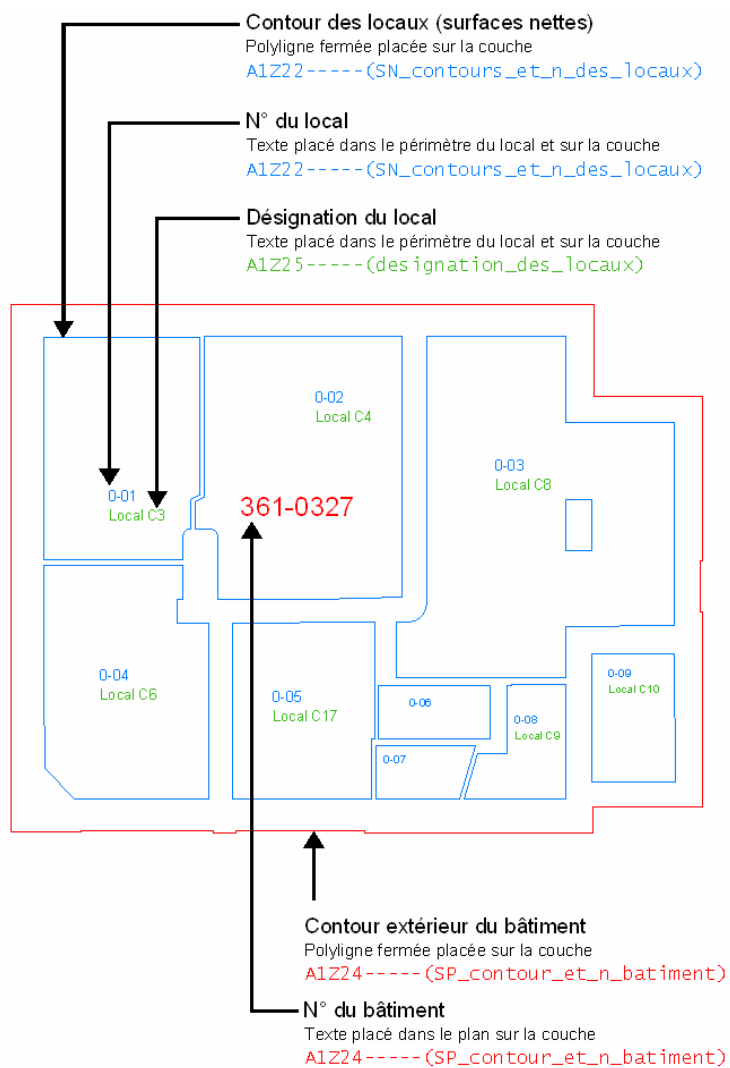 Contour des locaux (surfaces nettes)
Polyligne fermée placée sur la couche
A1Z22-----(SN_contours_et_n_des_locaux)
N° du local
Texte placé dans le périmètre du local et sur la couche
A1Z22-----(SN_contours_et_n_des_locaux)
Désignation du local
Texte placé dans le périmètre du local et sur la couche
A1Z25-----(designation_des_locaux)
0-02
Local C4
0-03
Local C8
0-01
Local C3
361-0327
0-04
Local C6
0-05
Local C17
0-06
0-09
Local C10
0-08
Local C9
0-07
Contour extérieur du bâtiment
Polyligne fermée placée sur la couche
A1Z24-----(SP_contour_et_n_batiment)
N° du bâtiment
Texte placé dans le plan sur la couche
A1Z24-----(SP_contour_et_n_batiment)